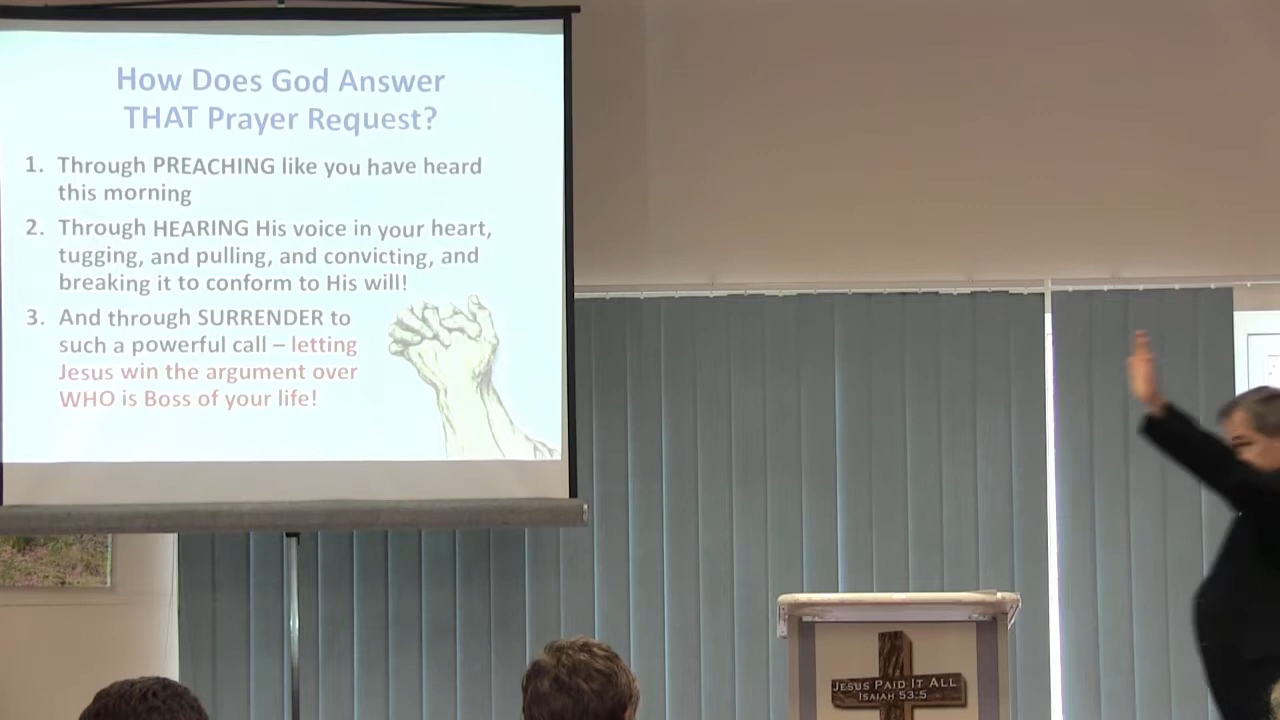 How Does God Answer
THAT Prayer Request?
1. Through PREACHING like you have heard
this morning
2. Through HEARING His voice in your heart,
tugging, and pulling, and convicting, and
breaking it to conform to His will!
3. And through SURRENDER to
such a powerful call – letting
Jesus win the argument over
WHO is Boss of your life!
JESUS PAID IT ALL
ISAIAH 53:5